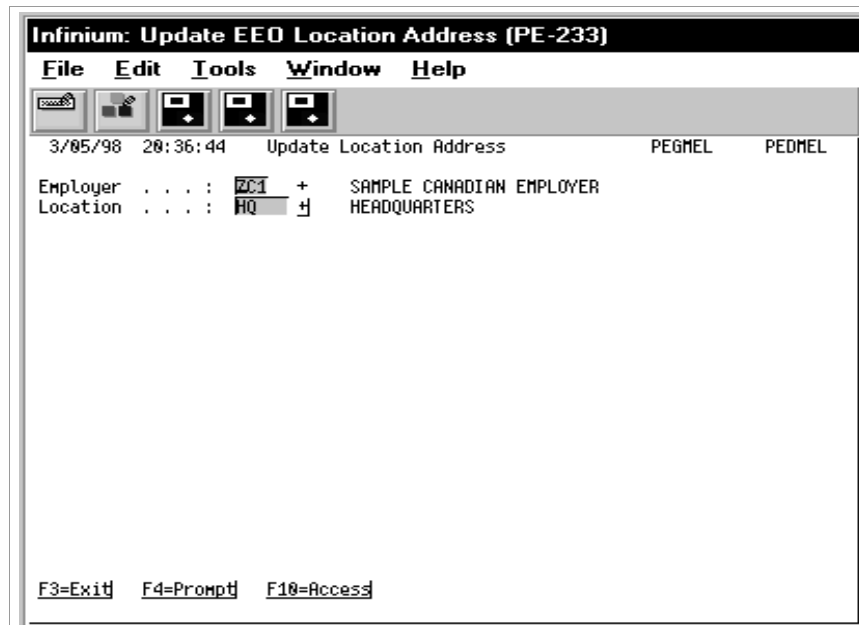 Infinium: Update EEO Location Address (PE-233)
File Edit Tools Window Help
3/05/98 20:36:44 Update Location Address PEGMEL PEDMEL
Employer . . . : ZC1 + SAMPLE CANADIAN EMPLOYER
Location . . . : HQ + HEADQUARTERS
F3=Exit F4=Prompt F10=Access